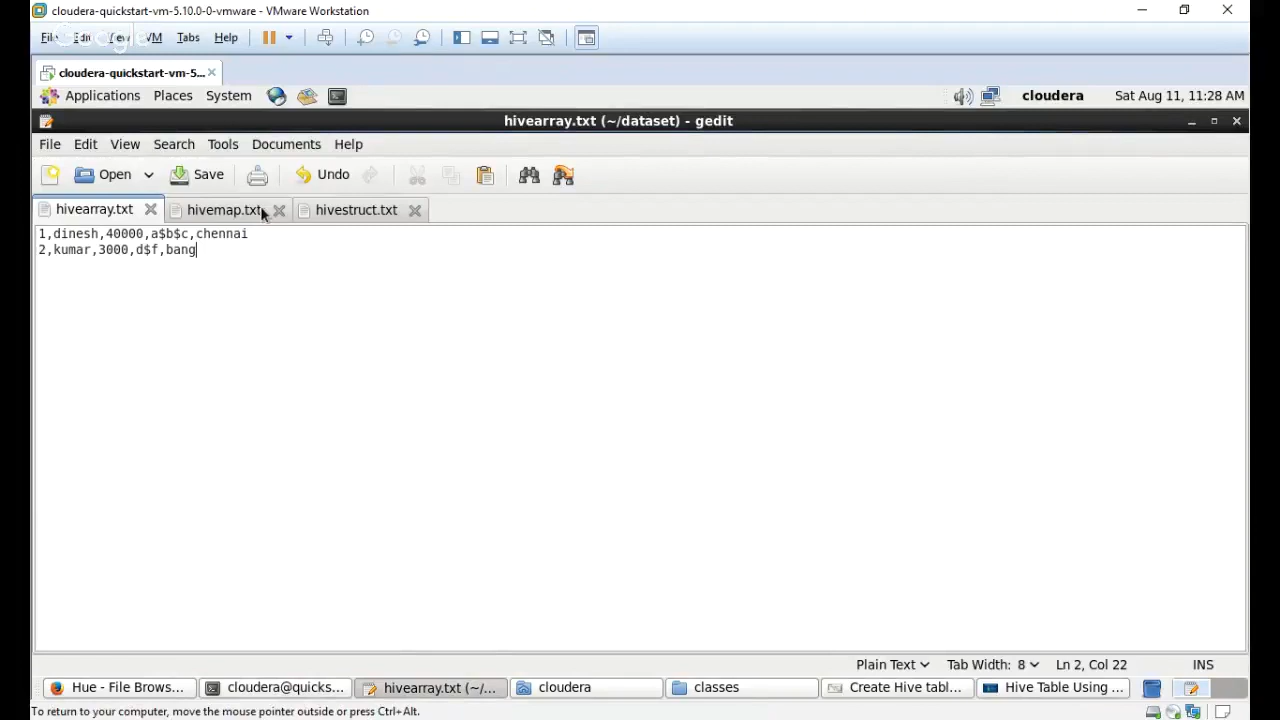 cloudera-quickstart-vm-5.10.0-0-vmware - VMware Workstation
File Edit View VM Tabs Help
Google
cloudera-quickstart-vm-5...
Applications Places System cloudera Sat Aug 11, 11:28 AM
hivearray.txt (~/dataset) - gedit
File Edit View Search Tools Documents Help
Open Save Undo
hivearray.txt hivemap.txt hivestruct.txt
1,dinesh,40000,a$b$c,chennai
2,kumar,3000,d$f,bang
Plain Text Tab Width: 8 Ln 2, Col 22 INS
Hue - File Brows... cloudera@quicks... hivearray.txt (~/... cloudera classes Create Hive tabl... Hive Table Using ...
To return to your computer, move the mouse pointer outside or press Ctrl+Alt.